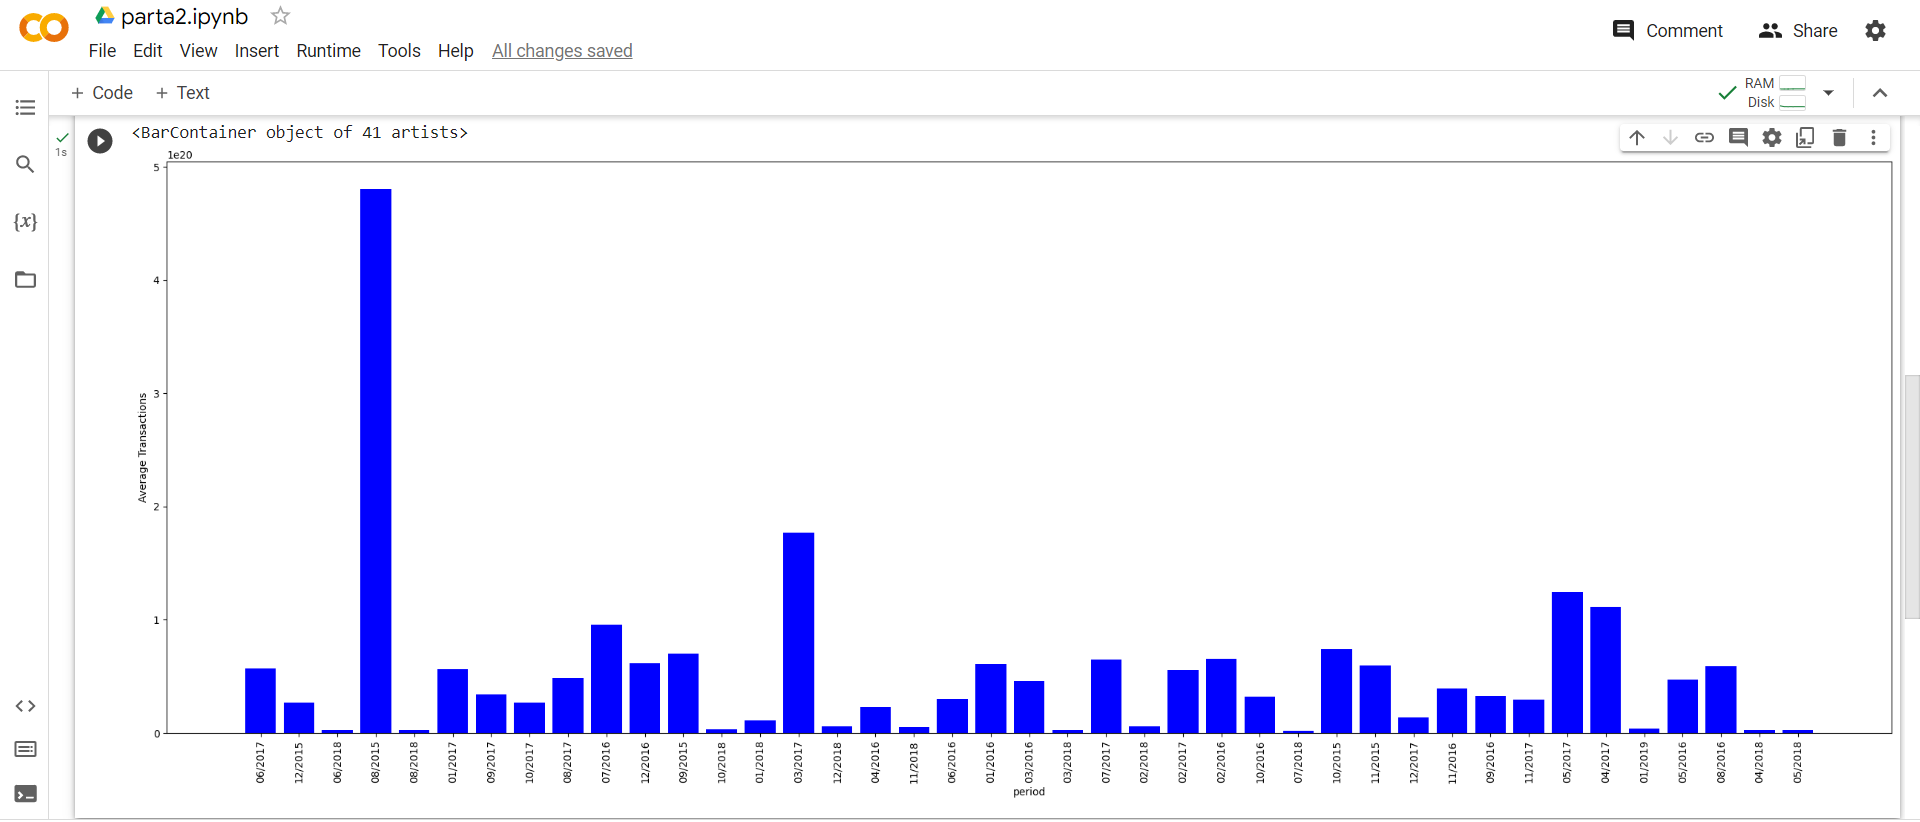 parta2.ipynb
File Edit View Insert Runtime Tools Help All changes saved
Comment Share
+ Code + Text
RAM
Disk
<BarContainer object of 41 artists>
1s
{x}
1e20
5
4
3
2
1
0
Average Transactions
06/2017 12/2015 06/2018 08/2015 08/2018 01/2017 09/2017 10/2017 08/2017 07/2016 12/2016 09/2015 10/2018 01/2018 03/2017 12/2018 04/2016 11/2018 06/2016 01/2016 03/2016 03/2018 07/2017 02/2018 02/2017 02/2016 10/2016 07/2018 10/2015 11/2015 12/2017 11/2016 09/2016 11/2017 05/2017 04/2017 01/2019 05/2016 08/2016 04/2018 05/2018
period